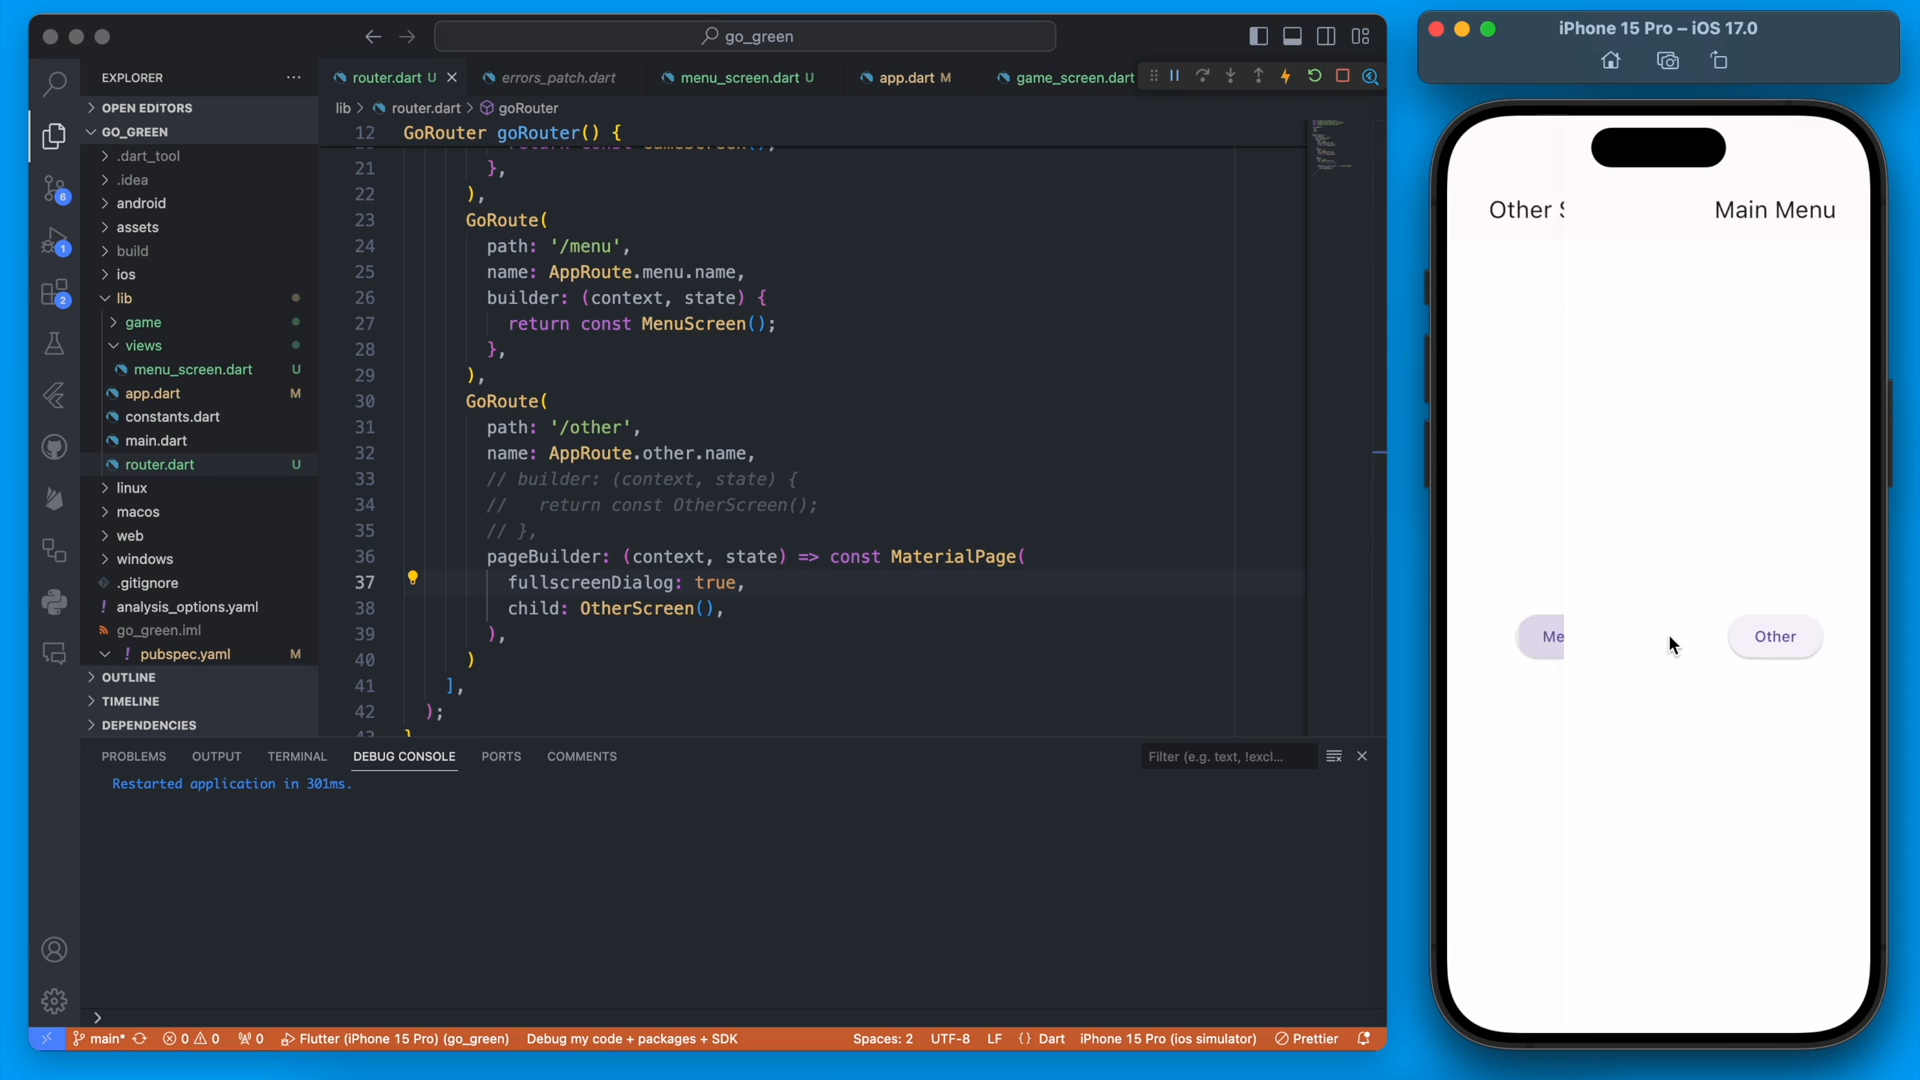 go_green
iPhone 15 Pro – iOS 17.0
EXPLORER
router.dart U
errors_patch.dart
menu_screen.dart U
app.dart M
game_screen.dart
OPEN EDITORS
lib > router.dart > goRouter
GO_GREEN
.dart_tool
.idea
android
assets
build
ios
lib
game
views
menu_screen.dart U
app.dart M
constants.dart
main.dart
router.dart U
linux
macos
web
windows
.gitignore
analysis_options.yaml
go_green.iml
pubspec.yaml M
OUTLINE
TIMELINE
DEPENDENCIES
6
1
2
12 GoRouter goRouter() {
21 },
22 ),
23 GoRoute(
24 path: '/menu',
25 name: AppRoute.menu.name,
26 builder: (context, state) {
27 return const MenuScreen();
28 },
29 ),
30 GoRoute(
31 path: '/other',
32 name: AppRoute.other.name,
33 // builder: (context, state) {
34 //   return const OtherScreen();
35 // },
36 pageBuilder: (context, state) => const MaterialPage(
37 fullscreenDialog: true,
38 child: OtherScreen(),
39 ),
40 )
41 ],
42 );
PROBLEMS OUTPUT TERMINAL DEBUG CONSOLE PORTS COMMENTS
Filter (e.g. text, !excl...
Restarted application in 301ms.
main* 0 0 0 Flutter (iPhone 15 Pro) (go_green) Debug my code + packages + SDK Spaces: 2 UTF-8 LF {} Dart iPhone 15 Pro (ios simulator) Prettier
Other S
Main Menu
Me
Other